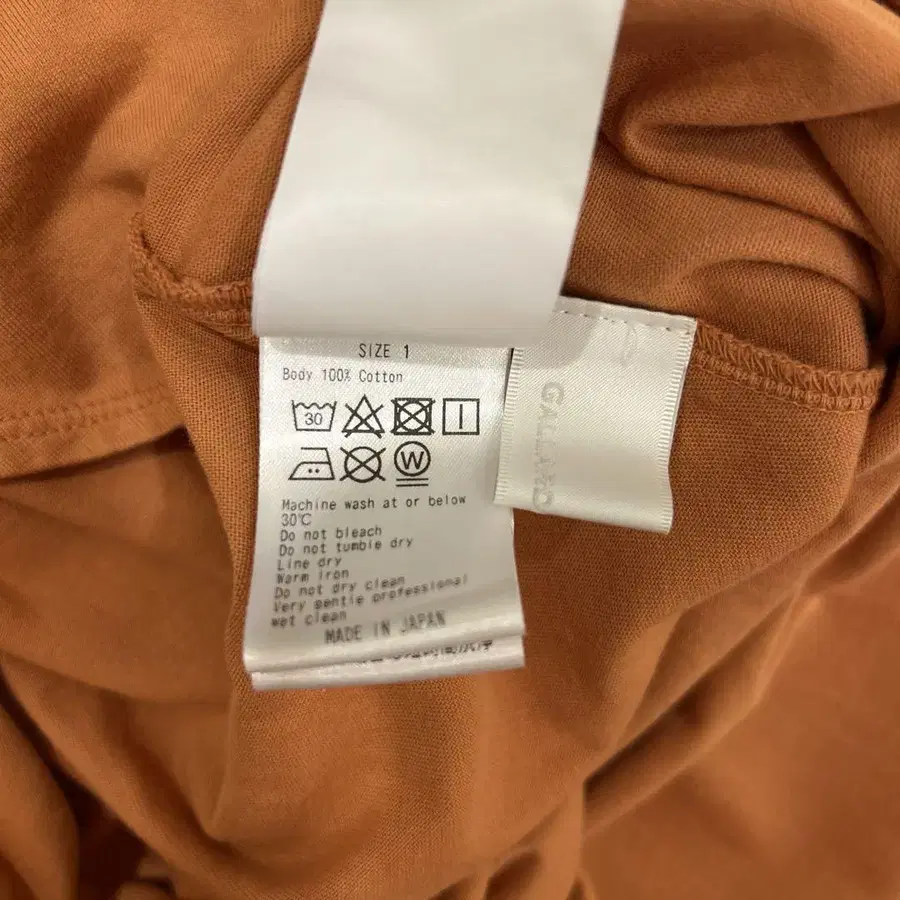 SIZE 1
Body 100% Cotton
30
W
Machine wash at or below
30℃
Do not bleach
Do not tumble dry
Line dry
Warm iron
Do not dry clean
Very gentle professional
wet clean
MADE IN JAPAN